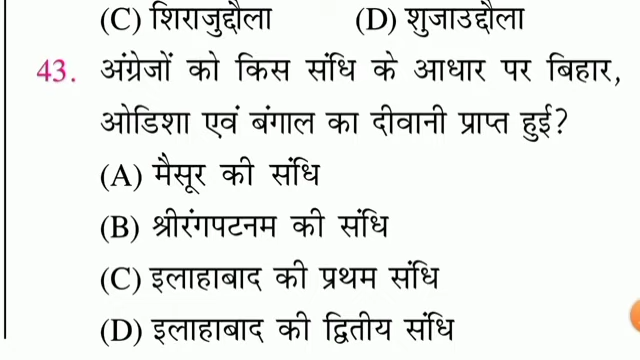 (C) शिराजुद्दौला (D) शुजाउद्दौला
43. अंग्रेजों को किस संधि के आधार पर बिहार,
ओडिशा एवं बंगाल का दीवानी प्राप्त हुई?
(A) मैसूर की संधि
(B) श्रीरंगपटनम की संधि
(C) इलाहाबाद की प्रथम संधि
(D) इलाहाबाद की द्वितीय संधि